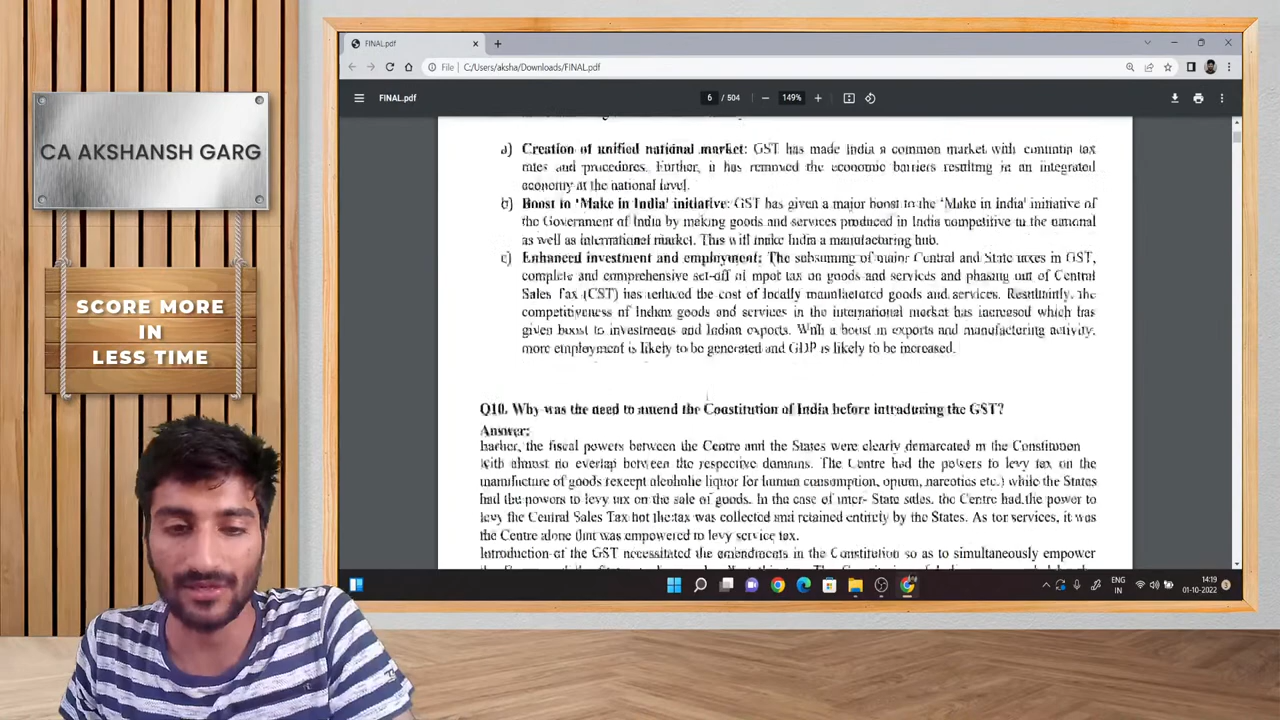 CA AKSHANSH GARG
SCORE MORE
IN
LESS TIME
FINAL.pdf
File C:/Users/aksha/Downloads/FINAL.pdf
FINAL.pdf
6 / 504
149%
a) Creation of unified national market: GST has made India a common market with common tax
rates and procedures. Further, it has removed the economic barriers resulting in an integrated
economy at the national level.
b) Boost to 'Make in India' initiative: GST has given a major boost to the 'Make in India' initiative of
the Government of India by making goods and services produced in India competitive in the national
as well as international market. This will make India a manufacturing hub.
c) Enhanced investment and employment: The subsuming of major Central and State taxes in GST,
complete and comprehensive set-off of input tax on goods and services and phasing out of Central
Sales Tax (CST) has reduced the cost of locally manufactured goods and services. Resultantly, the
competitiveness of Indian goods and services in the international market has increased which has
given boost to investments and Indian exports. With a boost in exports and manufacturing activity,
more employment is likely to be generated and GDP is likely to be increased.
Q10. Why was the need to amend the Constitution of India before introducing the GST?
Answer:
Earlier, the fiscal powers between the Centre and the States were clearly demarcated in the Constitution
with almost no overlap between the respective domains. The Centre had the powers to levy tax on the
manufacture of goods (except alcoholic liquor for human consumption, opium, narcotics etc.) while the States
had the powers to levy tax on the sale of goods. In the case of inter- State sales, the Centre had the power to
levy the Central Sales Tax but the tax was collected and retained entirely by the States. As for services, it was
the Centre alone that was empowered to levy service tax.
Introduction of the GST necessitated the amendments in the Constitution so as to simultaneously empower
ENG
IN
14:19
01-10-2022